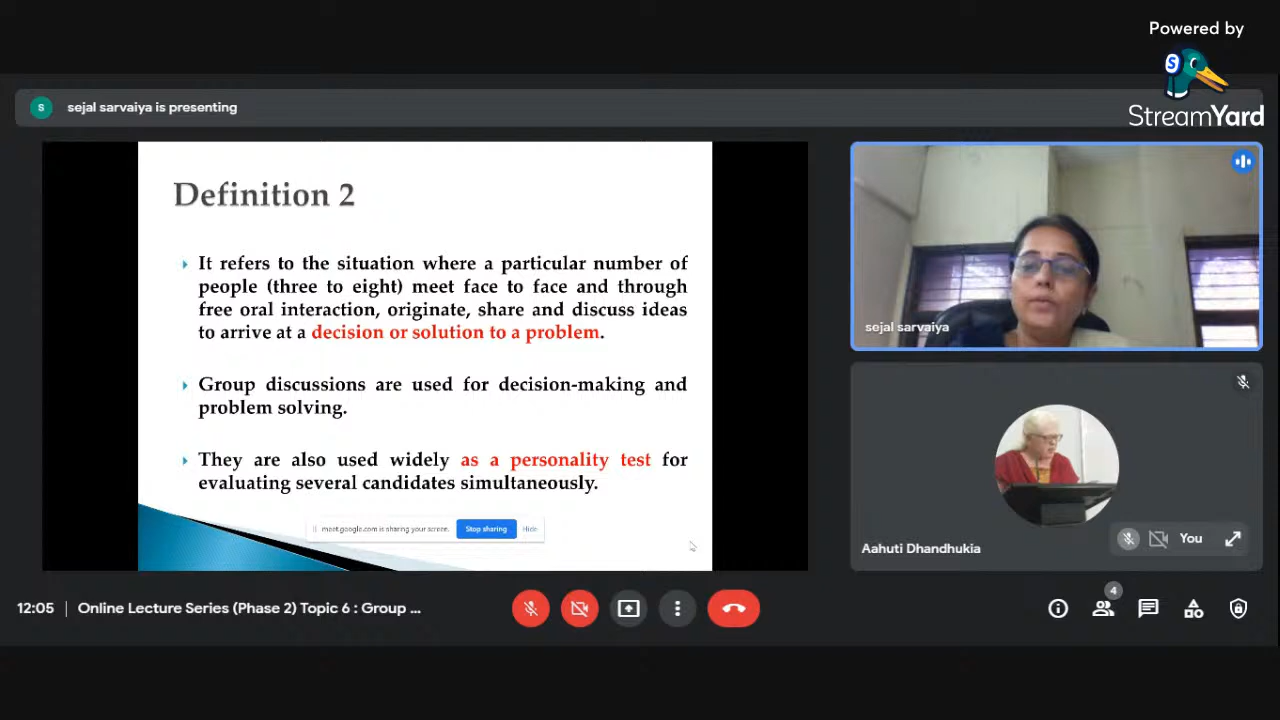 Powered by
S
StreamYard
s
sejal sarvaiya is presenting
Definition 2
It refers to the situation where a particular number of
people (three to eight) meet face to face and through
free oral interaction, originate, share and discuss ideas
to arrive at a decision or solution to a problem.
Group discussions are used for decision-making and
problem solving.
They are also used widely as a personality test for
evaluating several candidates simultaneously.
meet.google.com is sharing your screen.
Stop sharing
Hide
sejal sarvaiya
Aahuti Dhandhukia
You
12:05
Online Lecture Series (Phase 2) Topic 6 : Group ...
4